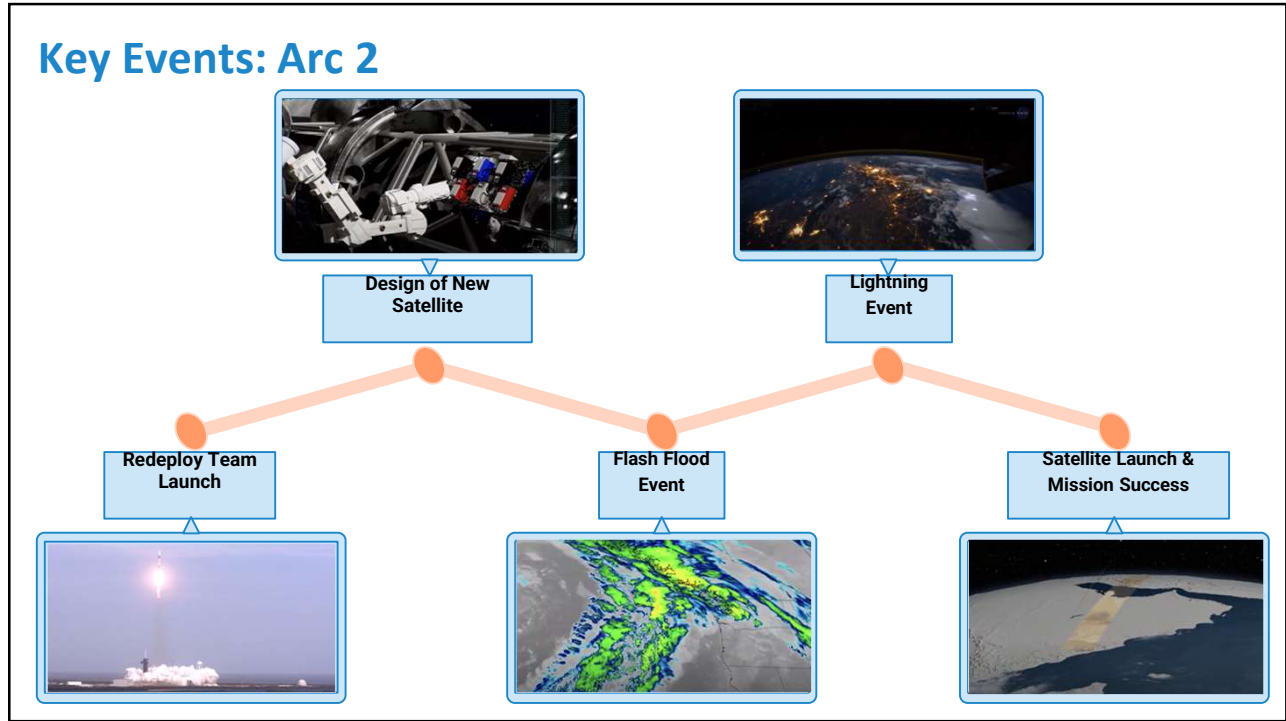 Key Events: Arc 2
Design of New
Satellite
Lightning
Event
Redeploy Team
Launch
Flash Flood
Event
Satellite Launch &
Mission Success